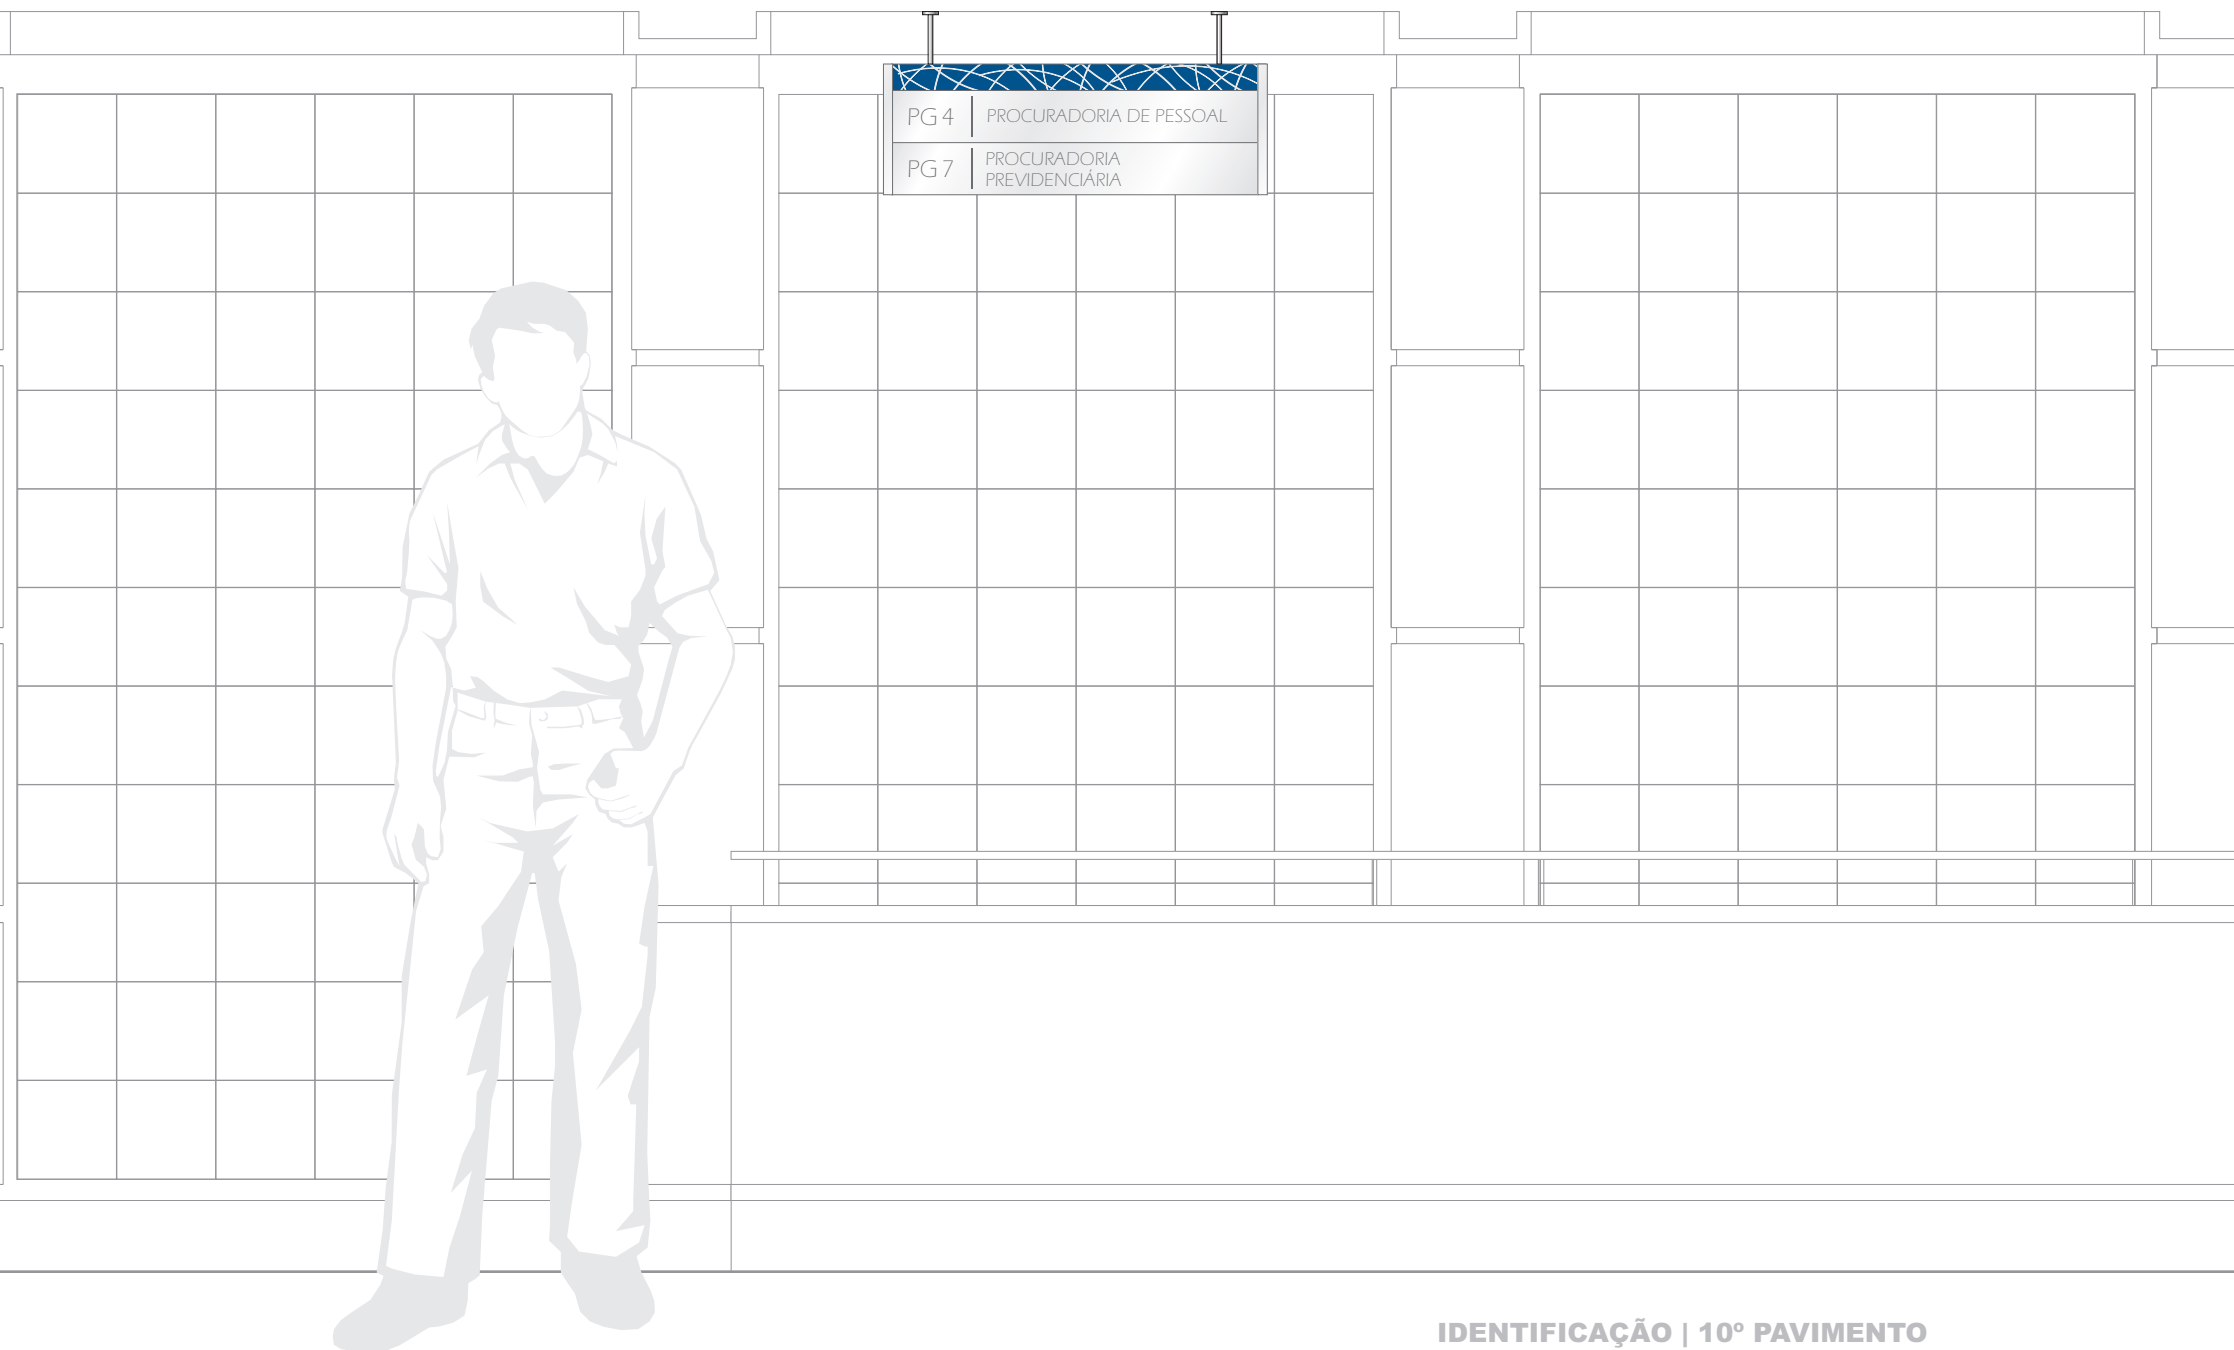 PG 4 | PROCURADORIA DE PESSOAL
PG 7 | PROCURADORIA
PREVIDENCIÁRIA
IDENTIFICAÇÃO | 10º PAVIMENTO